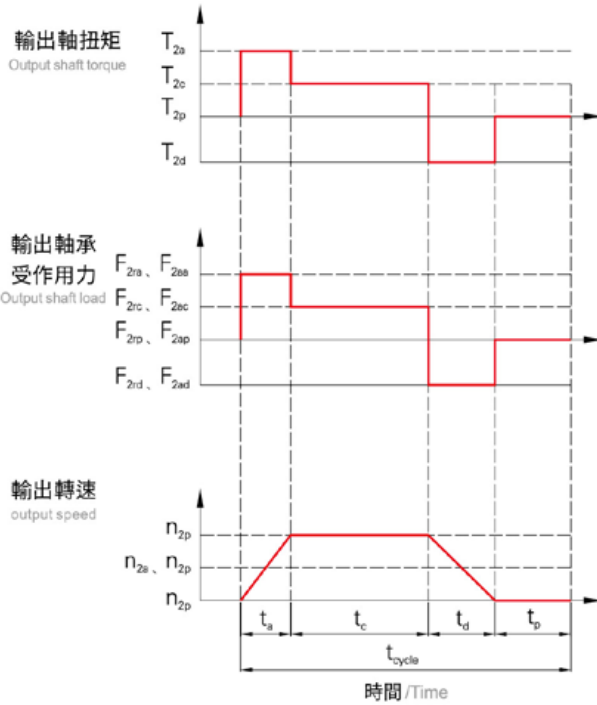 輸出軸扭矩
Output shaft torque
T2a
T2c
T2p
T2d
輸出軸承
受作用力
Output shaft load
F2ra、F2aa
F2rc、F2ac
F2rp、F2ap
F2rd、F2ad
輸出轉速
output speed
n2p
n2a、n2p
n2p
ta tc td tp
tcycle
時間/Time